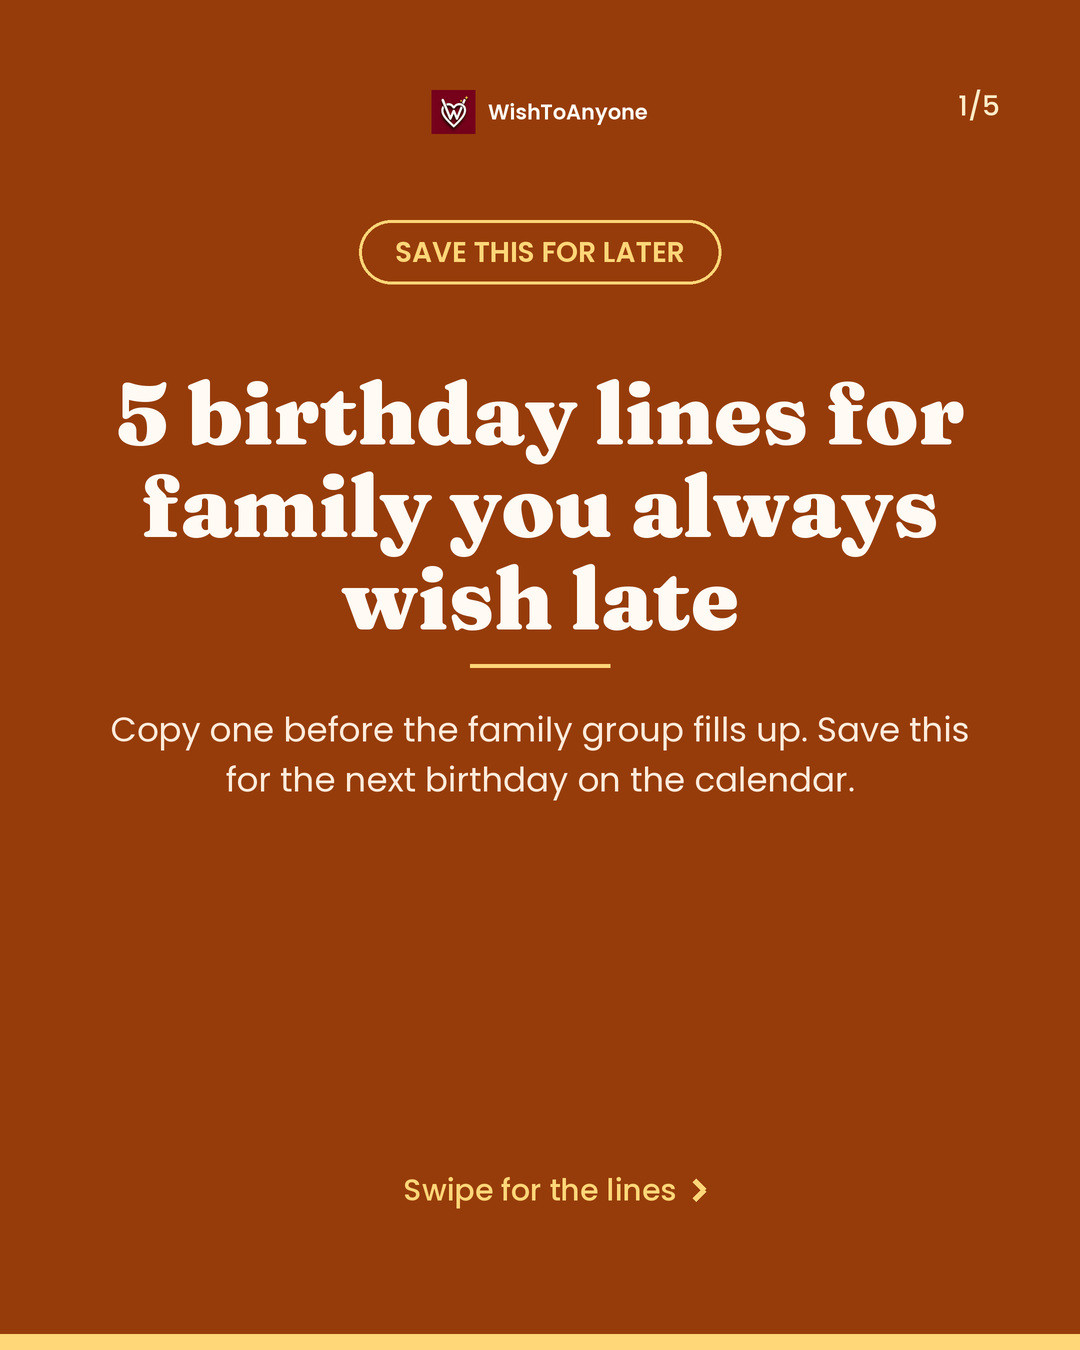 WishToAnyone
1/5
SAVE THIS FOR LATER
5 birthday lines for
family you always
wish late
Copy one before the family group fills up. Save this
for the next birthday on the calendar.
Swipe for the lines